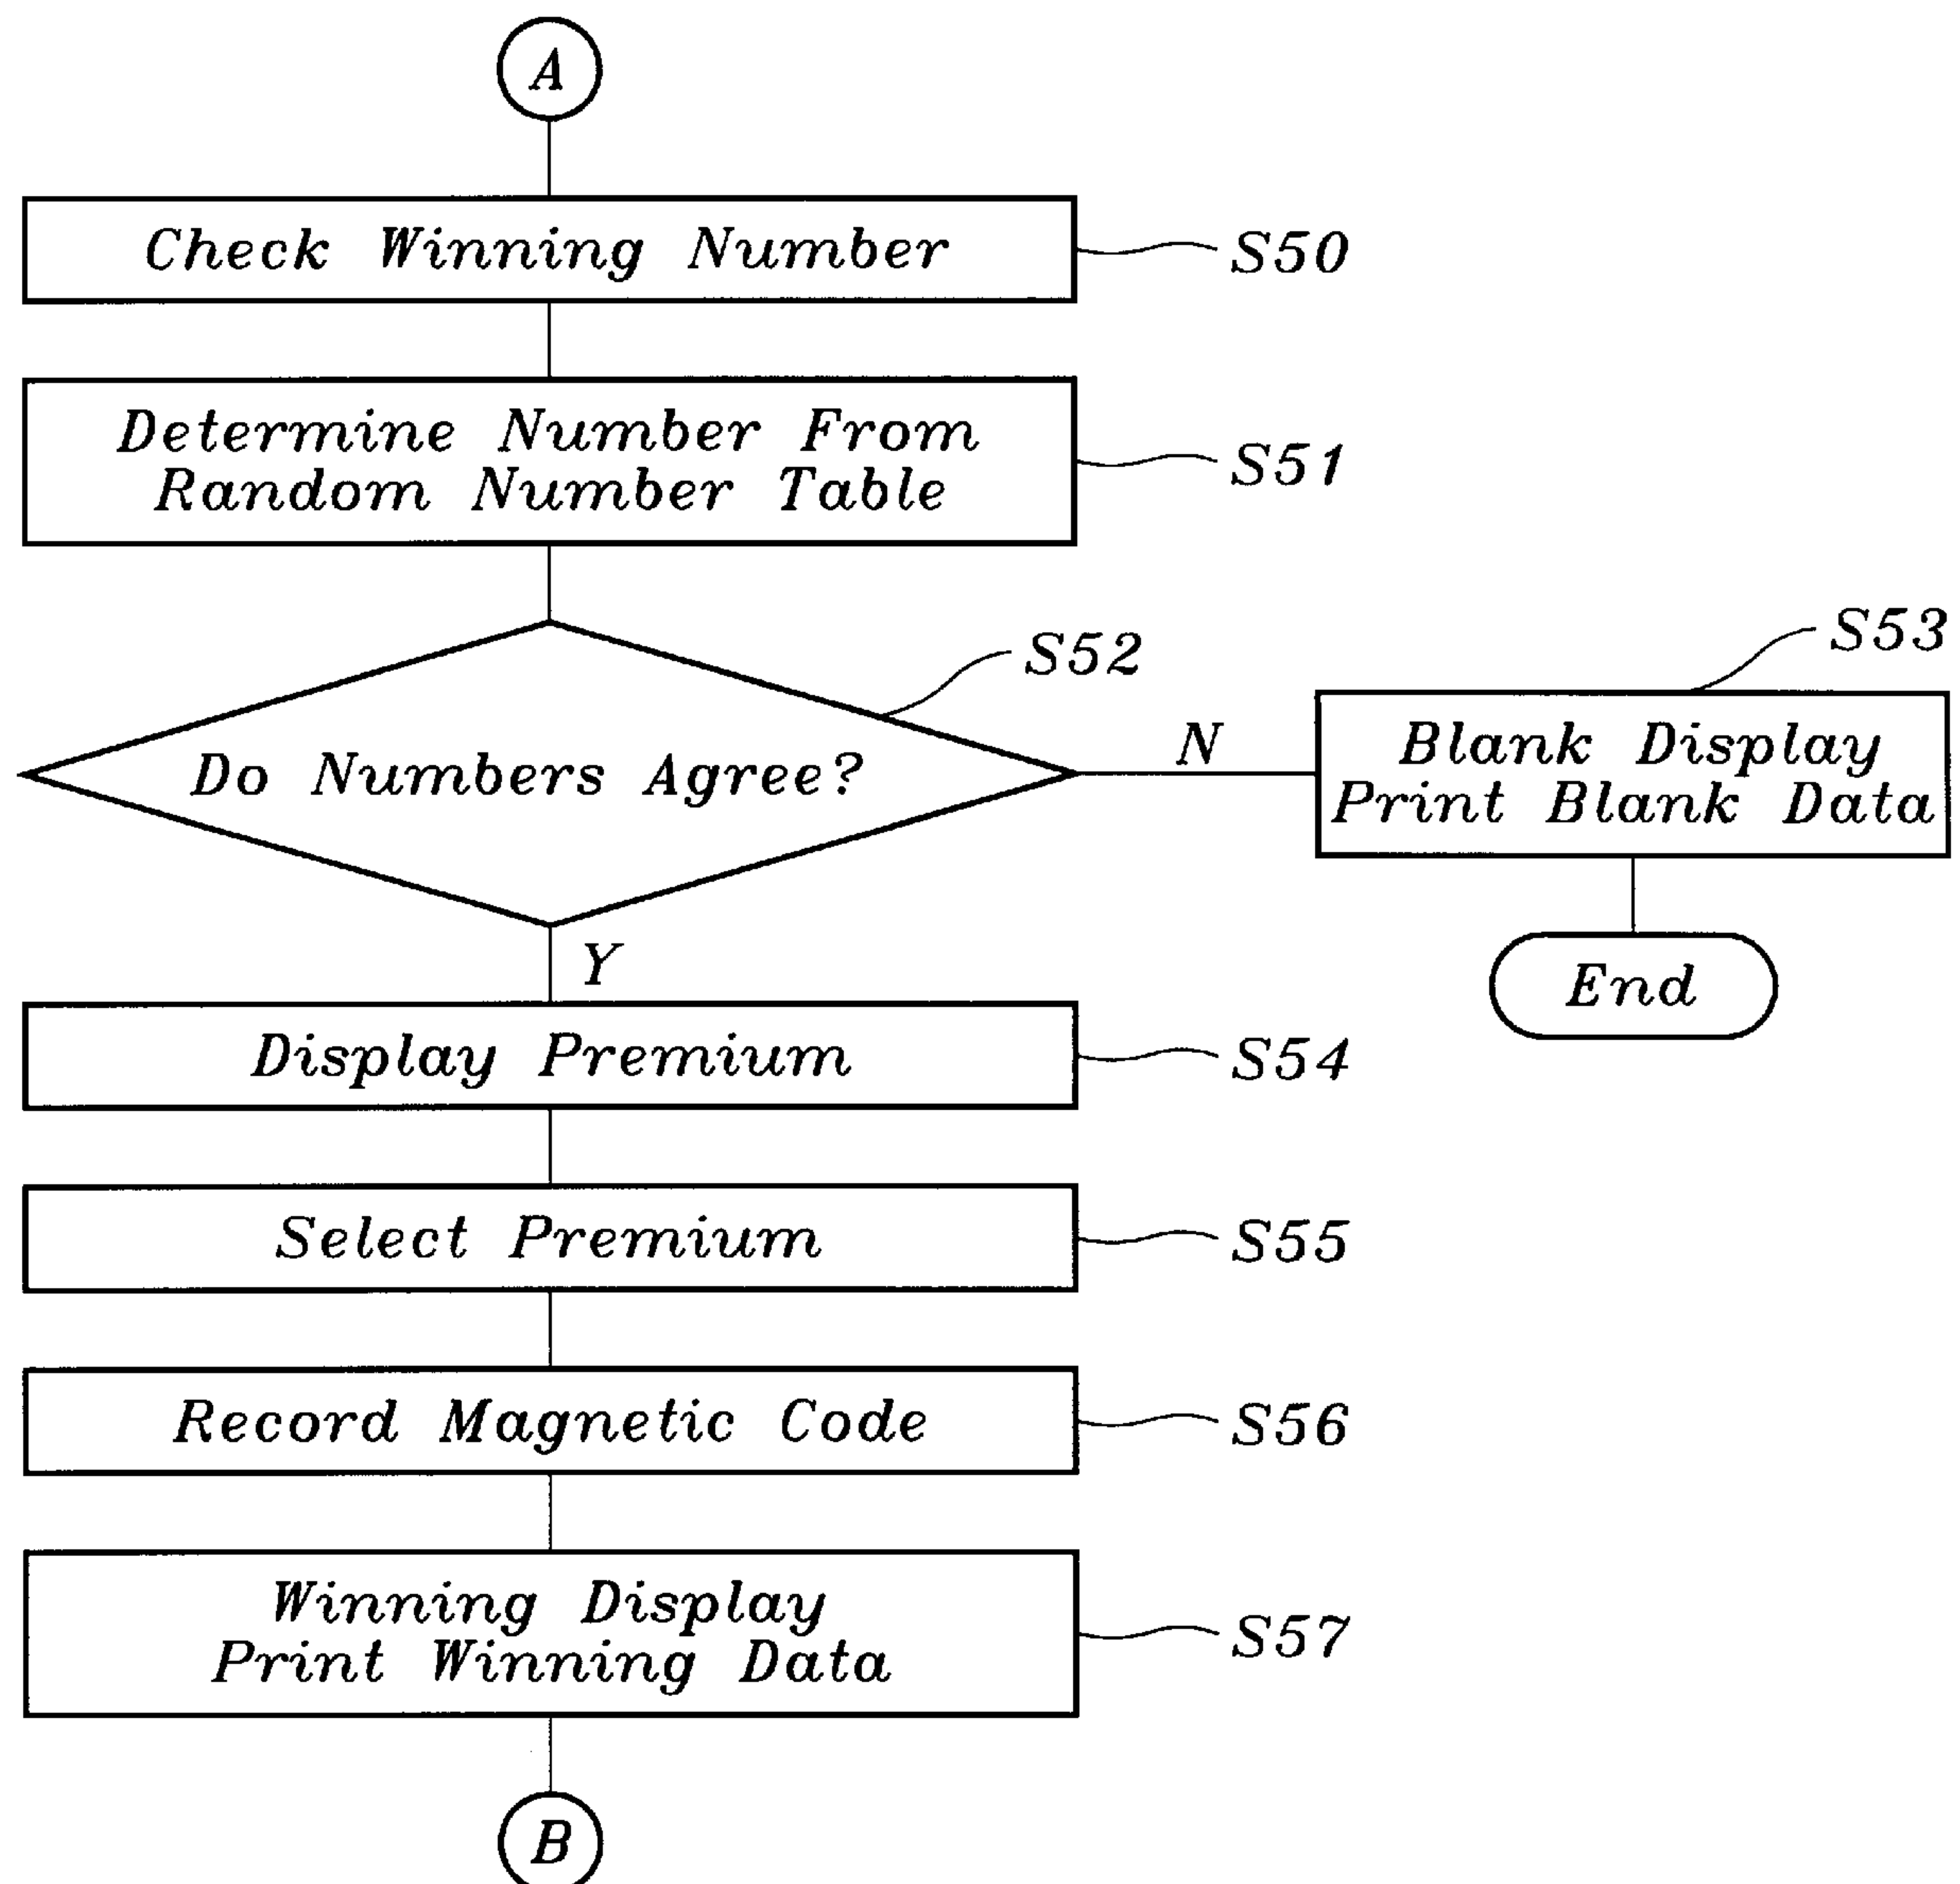 A
Check Winning Number
S50
Determine Number From
Random Number Table
S51
S52
Do Numbers Agree?
N
S53
Blank Display
Print Blank Data
End
Y
Display Premium
S54
Select Premium
S55
Record Magnetic Code
S56
Winning Display
Print Winning Data
S57
B